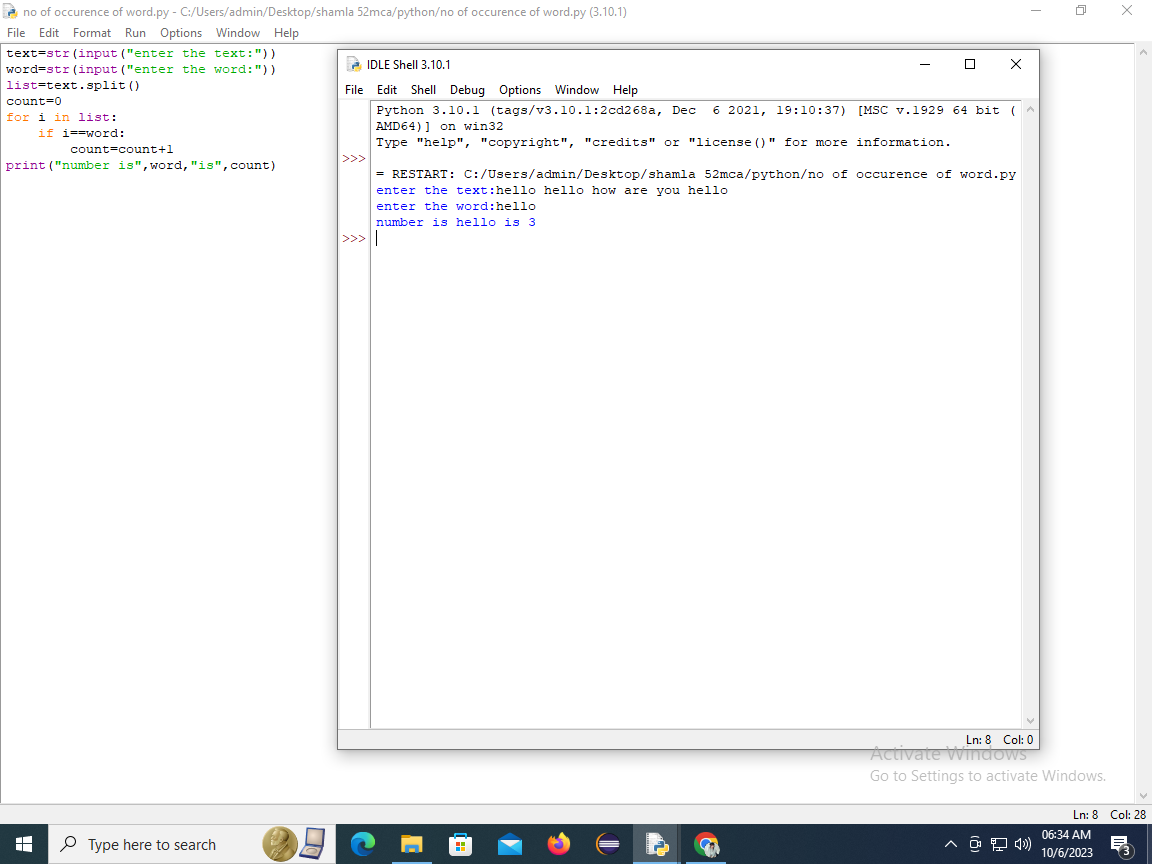 no of occurence of word.py - C:/Users/admin/Desktop/shamla 52mca/python/no of occurence of word.py (3.10.1)
File Edit Format Run Options Window Help
text=str(input("enter the text:"))
word=str(input("enter the word:"))
list=text.split()
count=0
for i in list:
    if i==word:
        count=count+1
print("number is",word,"is",count)
IDLE Shell 3.10.1
File Edit Shell Debug Options Window Help
Python 3.10.1 (tags/v3.10.1:2cd268a, Dec  6 2021, 19:10:37) [MSC v.1929 64 bit (
AMD64)] on win32
Type "help", "copyright", "credits" or "license()" for more information.
>>>
= RESTART: C:/Users/admin/Desktop/shamla 52mca/python/no of occurence of word.py
enter the text:hello hello how are you hello
enter the word:hello
number is hello is 3
>>>
Ln: 8 Col: 0
Activate Windows
Go to Settings to activate Windows.
Ln: 8 Col: 28
Type here to search
06:34 AM
10/6/2023
3